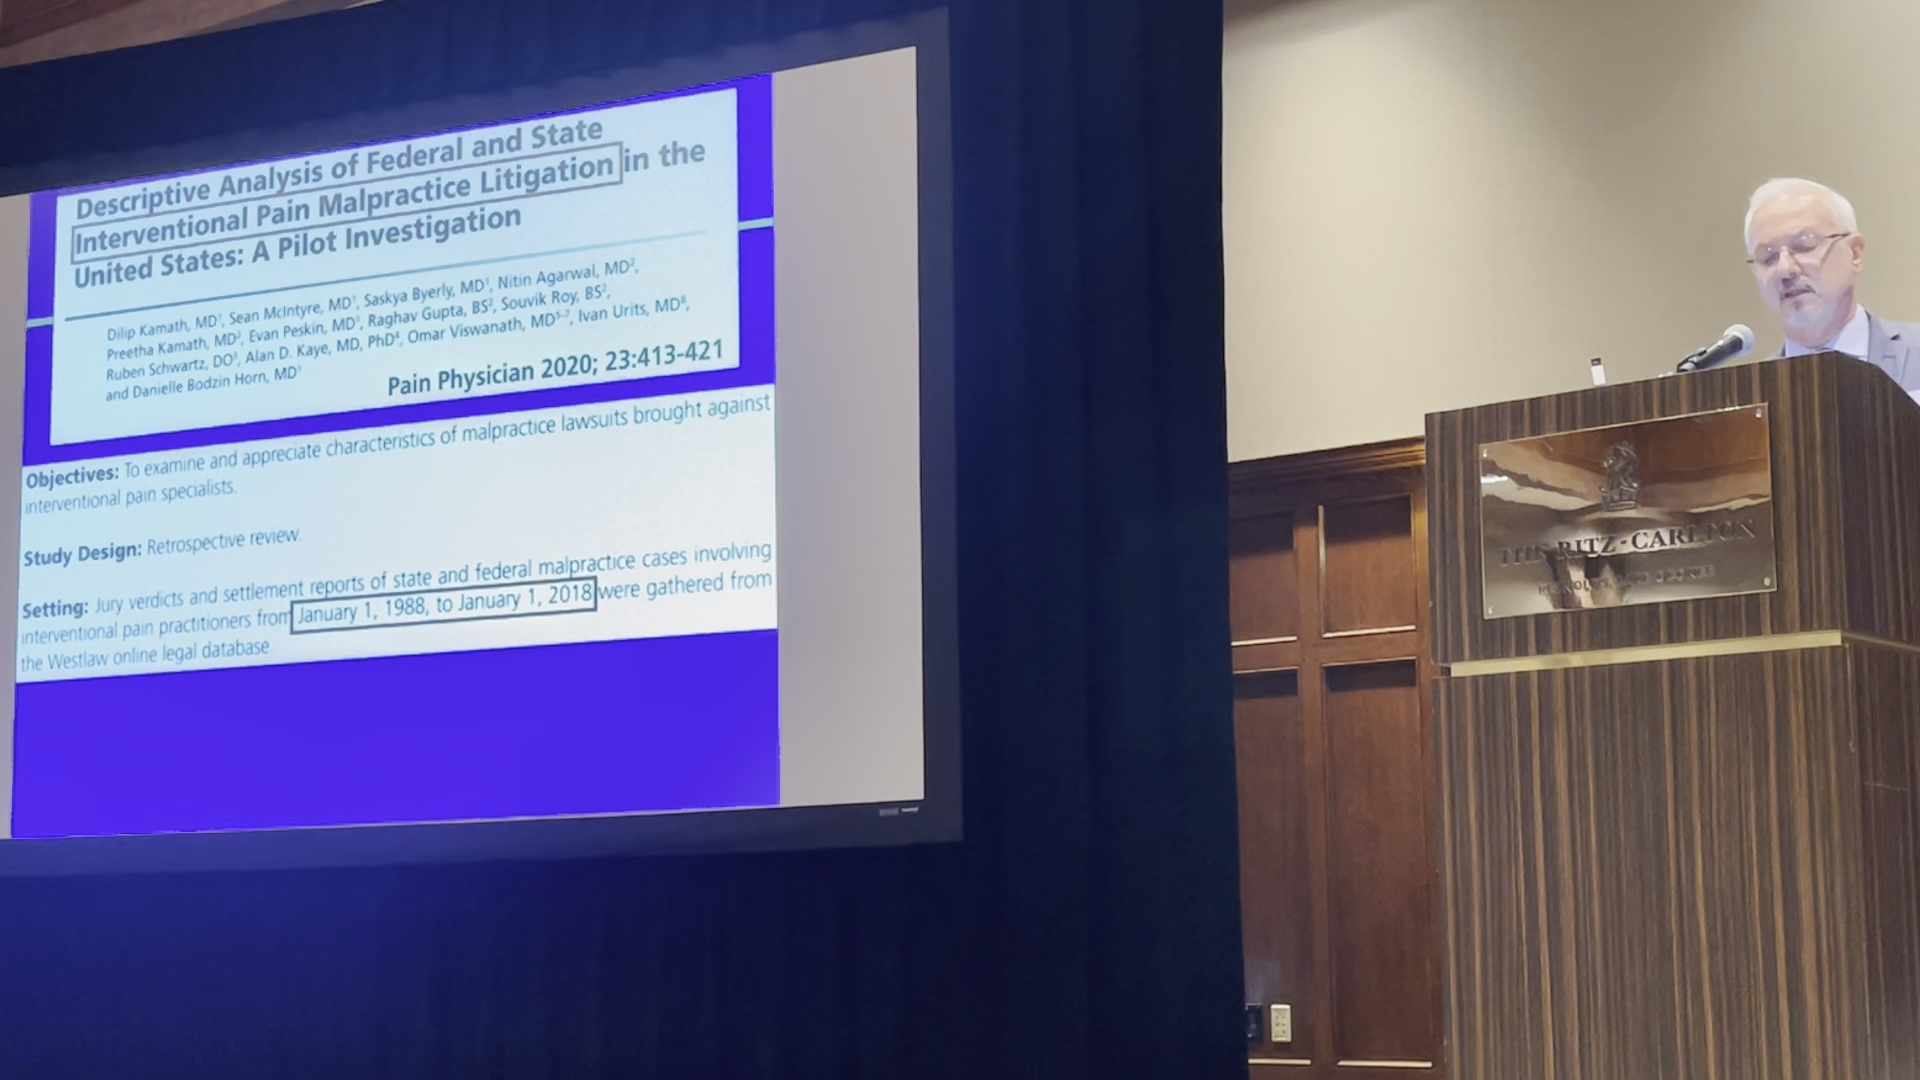 Descriptive Analysis of Federal and State
Interventional Pain Malpractice Litigation in the
United States: A Pilot Investigation
Dilip Kamath, MD¹, Sean McIntyre, MD¹, Saskya Byerly, MD¹, Nitin Agarwal, MD²,
Preetha Kamath, MD², Evan Peskin, MD¹, Raghav Gupta, BS², Souvik Roy, BS²,
Ruben Schwartz, DO³, Alan D. Kaye, MD, PhD⁴, Omar Viswanath, MD⁵⁻⁷, Ivan Urits, MD⁸,
and Danielle Bodzin Horn, MD¹
Pain Physician 2020; 23:413-421
Objectives: To examine and appreciate characteristics of malpractice lawsuits brought against
interventional pain specialists.
Study Design: Retrospective review.
Setting: Jury verdicts and settlement reports of state and federal malpractice cases involving
interventional pain practitioners from January 1, 1988, to January 1, 2018 were gathered from
the Westlaw online legal database
THE RITZ-CARLTON